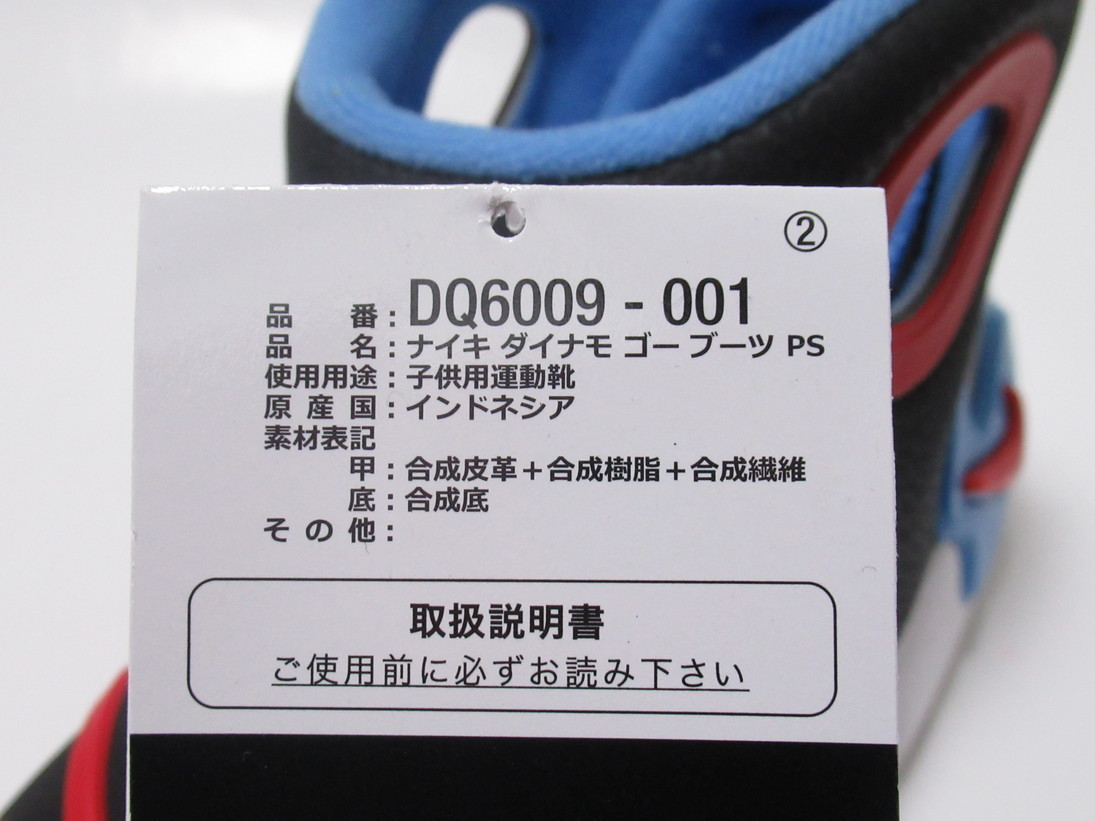 ②
品番：DQ6009 - 001
品名：ナイキ ダイナモ ゴー ブーツ PS
使用用途：子供用運動靴
原産国：インドネシア
素材表記
甲：合成皮革＋合成樹脂＋合成繊維
底：合成底
その他：
取扱説明書
ご使用前に必ずお読み下さい